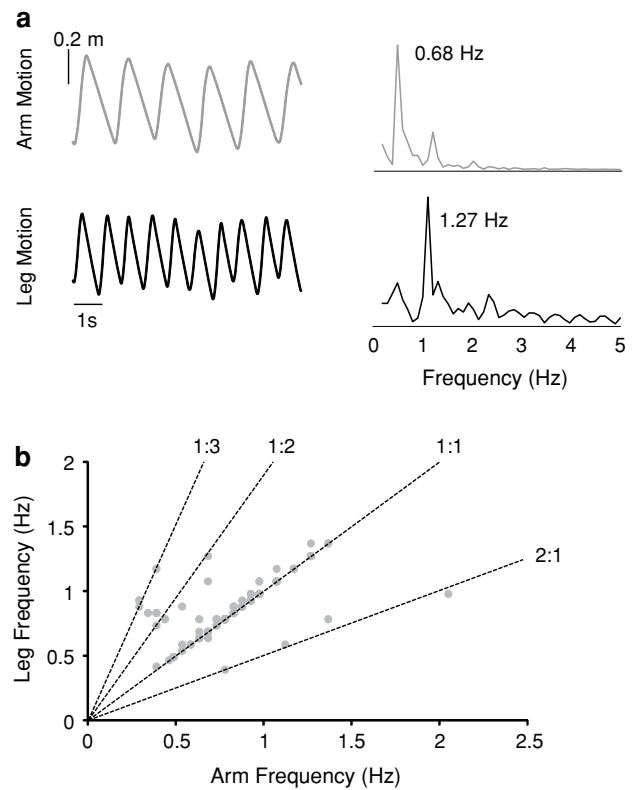 a
0.2 m
Arm Motion
0.68 Hz
Leg Motion
1.27 Hz
1s
0 1 2 3 4 5
Frequency (Hz)
b
1:3 1:2 1:1
2:1
2
1.5
1
0.5
0
Leg Frequency (Hz)
0 0.5 1 1.5 2 2.5
Arm Frequency (Hz)